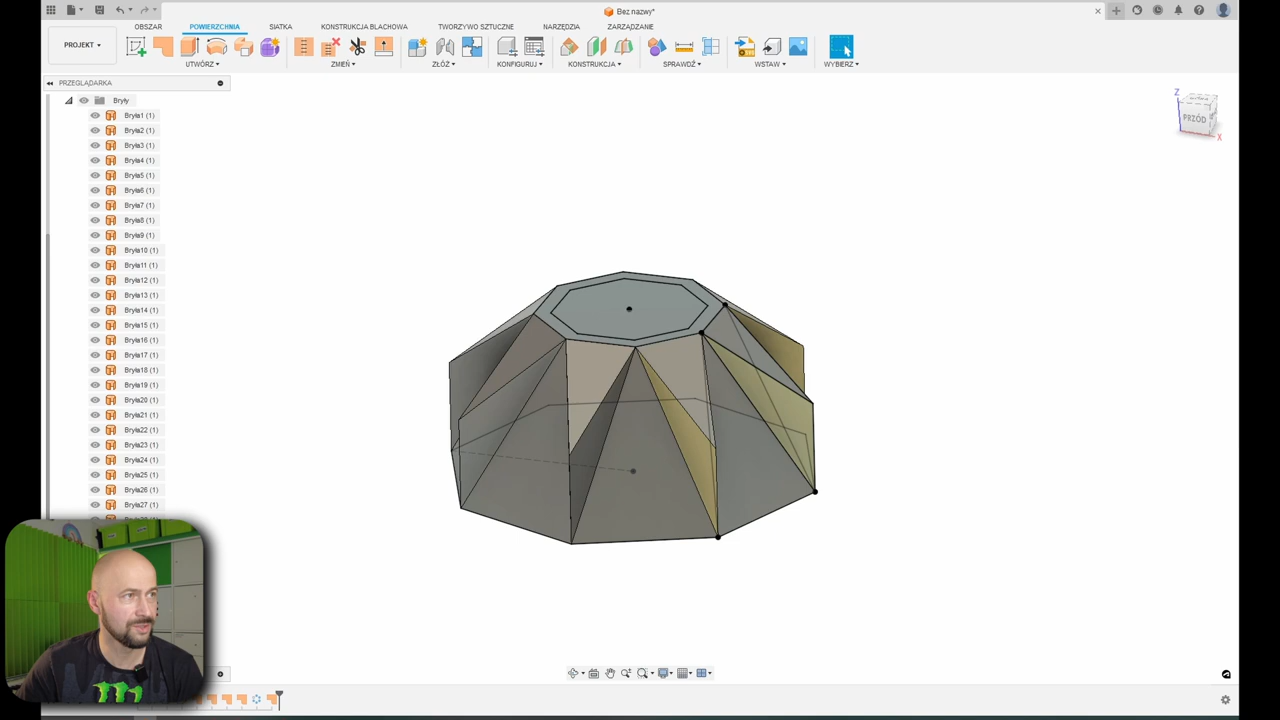 Bez nazwy*
PROJEKT
OBSZAR
POWIERZCHNIA
SIATKA
KONSTRUKCJA BLACHOWA
TWORZYWO SZTUCZNE
NARZĘDZIA
ZARZĄDZANIE
UTWÓRZ
ZMIEŃ
ZŁÓŻ
KONFIGURUJ
KONSTRUKCJA
SPRAWDŹ
WSTAW
WYBIERZ
PRZEGLĄDARKA
Bryły
Bryła1 (1)
Bryła2 (1)
Bryła3 (1)
Bryła4 (1)
Bryła5 (1)
Bryła6 (1)
Bryła7 (1)
Bryła8 (1)
Bryła9 (1)
Bryła10 (1)
Bryła11 (1)
Bryła12 (1)
Bryła13 (1)
Bryła14 (1)
Bryła15 (1)
Bryła16 (1)
Bryła17 (1)
Bryła18 (1)
Bryła19 (1)
Bryła20 (1)
Bryła21 (1)
Bryła22 (1)
Bryła23 (1)
Bryła24 (1)
Bryła25 (1)
Bryła26 (1)
Bryła27 (1)
Z
PRZÓD
X